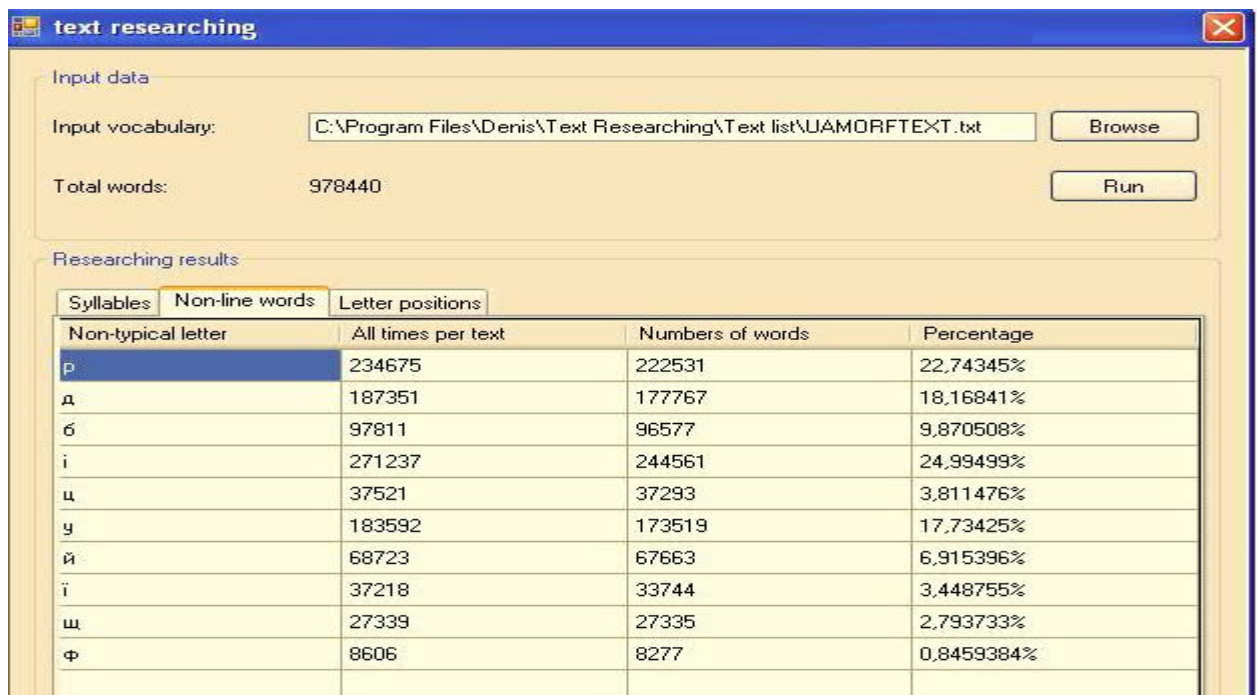 text researching
Input data
Input vocabulary: C:\Program Files\Denis\Text Researching\Text list\UAMORFTEXT.txt Browse
Total words: 978440 Run
Researching results
Syllables Non-line words Letter positions
Non-typical letter All times per text Numbers of words Percentage
р 234675 222531 22,74345%
д 187351 177767 18,16841%
б 97811 96577 9,870508%
і 271237 244561 24,99499%
ц 37521 37293 3,811476%
у 183592 173519 17,73425%
й 68723 67663 6,915396%
ї 37218 33744 3,448755%
щ 27339 27335 2,793733%
ф 8606 8277 0,8459384%